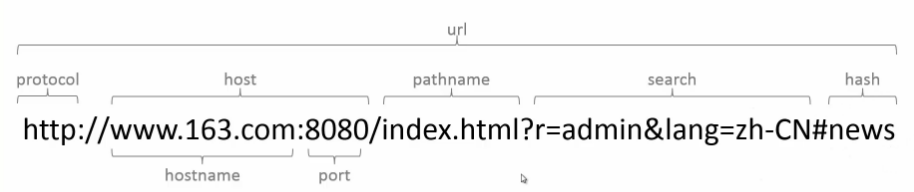 url
protocol host pathname search hash
http://www.163.com:8080/index.html?r=admin&lang=zh-CN#news
hostname port